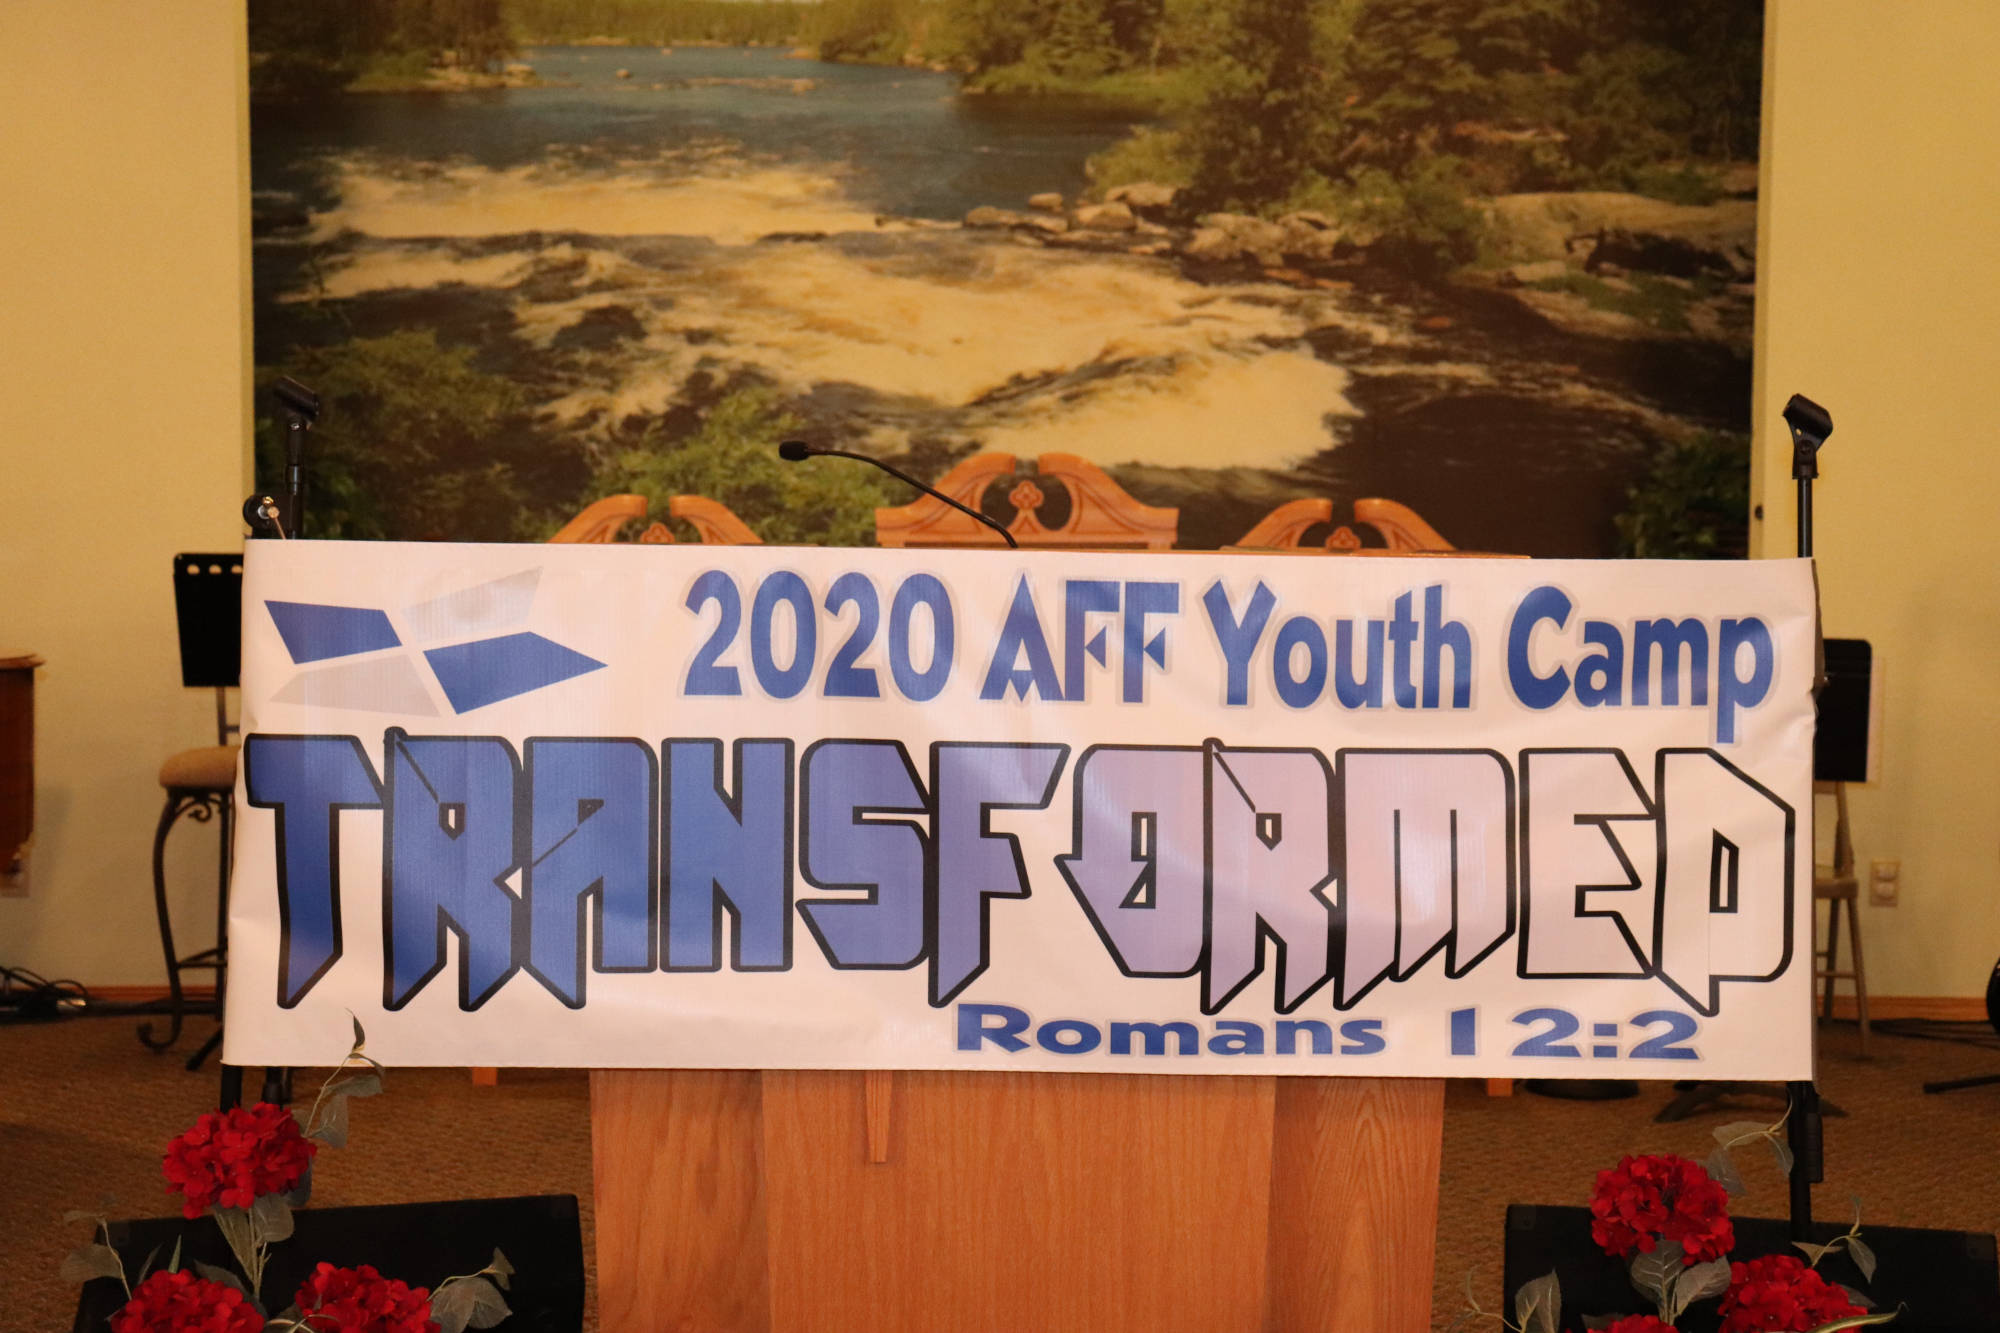 2020 AFF Youth Camp
TRANSFORMED
Romans 12:2